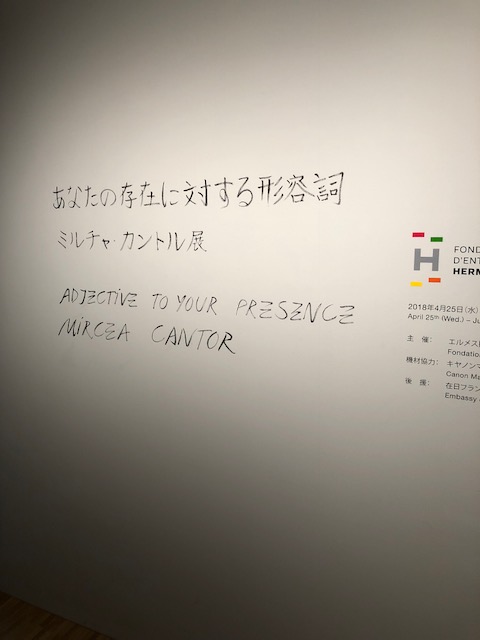 あなたの存在に対する形容詞
ミルチャ・カントル展
ADJECTIVE TO YOUR PRESENCE
MIRCEA CANTOR
H
FOND
D'ENT
HERM
2018年4月25日(水)
April 25th (Wed.) – Ju
主 催: エルメス
Fondation
機材協力: キヤノンマ
Canon Ma
後 援: 在日フラン
Embassy